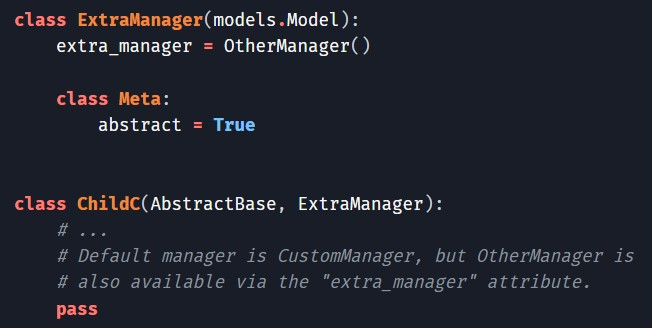 class ExtraManager(models.Model):
    extra_manager = OtherManager()

    class Meta:
        abstract = True


class ChildC(AbstractBase, ExtraManager):
    # ...
    # Default manager is CustomManager, but OtherManager is
    # also available via the "extra_manager" attribute.
    pass